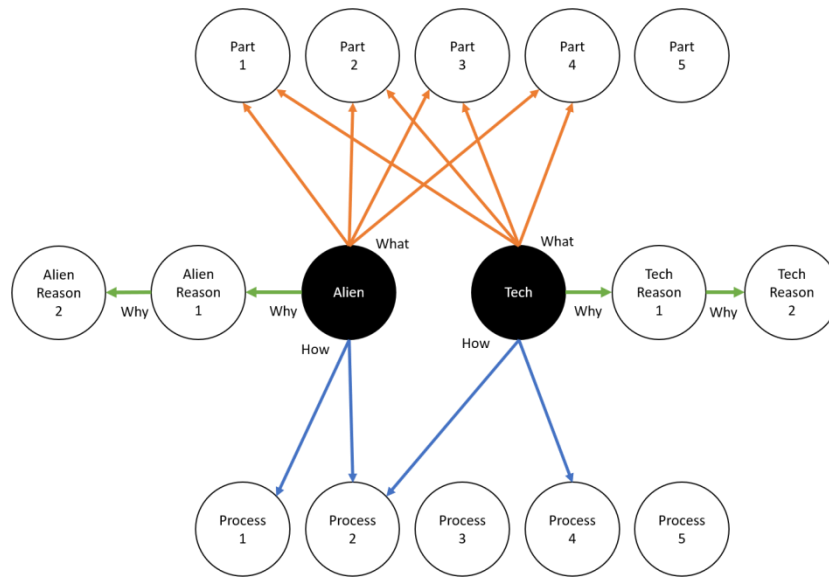 Part
1
Part
2
Part
3
Part
4
Part
5
What
What
Alien
Reason
2
Why
Alien
Reason
1
Why
Alien
Tech
Why
Tech
Reason
1
Why
Tech
Reason
2
How
How
Process
1
Process
2
Process
3
Process
4
Process
5